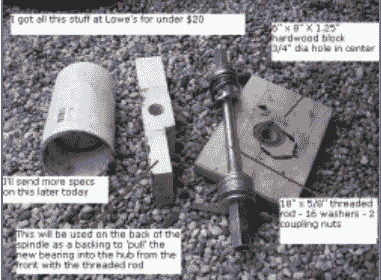 I got all this stuff at Lowe's for under $20
6" x 8" X 1.25"
hardwood block
3/4" dia hole in center
I'll send more specs
on this later today
18" x 5/8" threaded
rod - 16 washers - 2
coupling nuts
This will be used on the back of the
spindle as a backing to 'pull' the
new bearing into the hub from the
front with the threaded rod